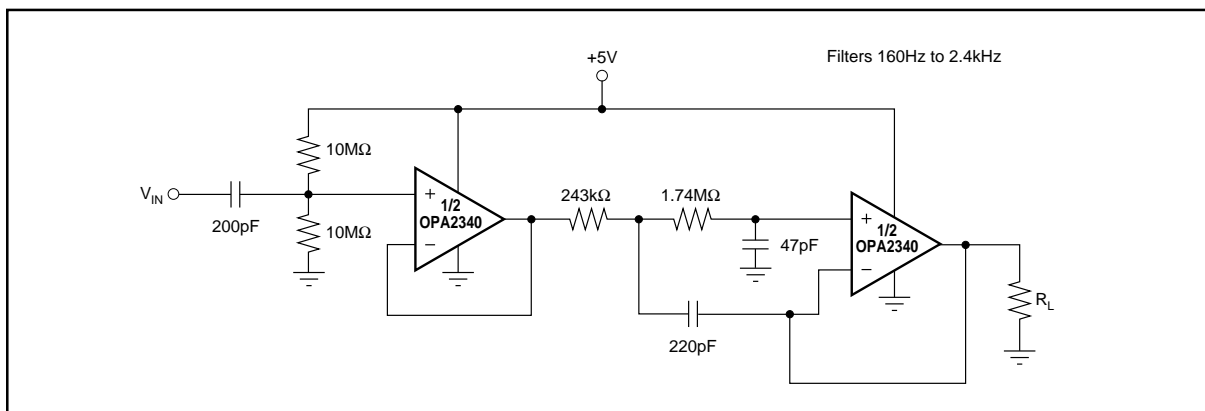 Filters 160Hz to 2.4kHz
+5V
10MΩ
V_IN
200pF
10MΩ
+
1/2
OPA2340
−
243kΩ
1.74MΩ
47pF
220pF
+
1/2
OPA2340
−
R_L